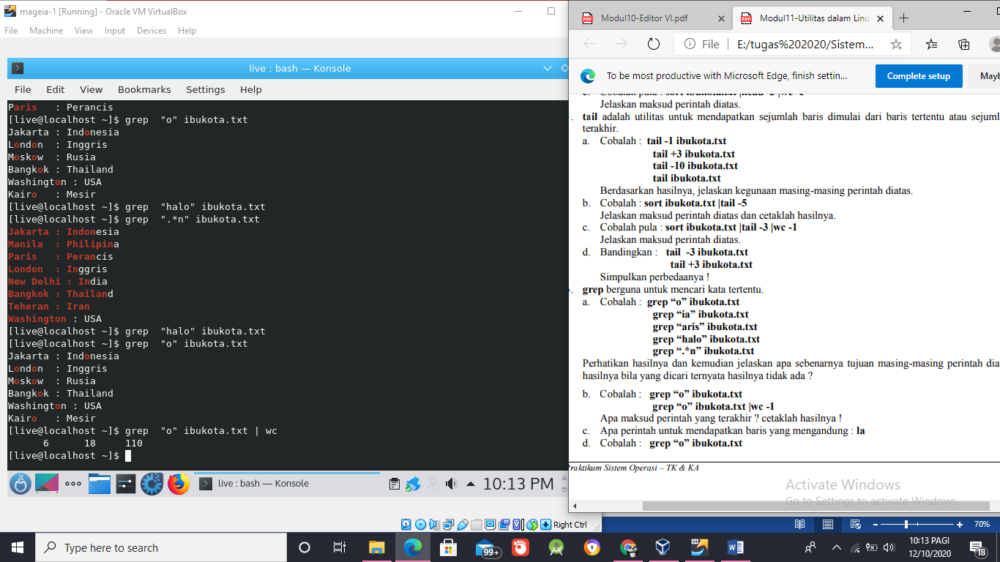 mageia-1 [Running] - Oracle VM VirtualBox
File Machine View Input Devices Help
live : bash — Konsole
File Edit View Bookmarks Settings Help
Paris   : Perancis
[live@localhost ~]$ grep  "o" ibukota.txt
Jakarta : Indonesia
London  : Inggris
Moskow  : Rusia
Bangkok : Thailand
Washington : USA
Kairo   : Mesir
[live@localhost ~]$ grep  "halo" ibukota.txt
[live@localhost ~]$ grep  ".*n" ibukota.txt
Jakarta : Indonesia
Manila  : Philipina
Paris   : Perancis
London  : Inggris
New Delhi : India
Bangkok : Thailand
Teheran : Iran
Washington : USA
[live@localhost ~]$ grep  "halo" ibukota.txt
[live@localhost ~]$ grep  "o" ibukota.txt
Jakarta : Indonesia
London  : Inggris
Moskow  : Rusia
Bangkok : Thailand
Washington : USA
Kairo   : Mesir
[live@localhost ~]$ grep  "o" ibukota.txt | wc
      6      18     110
[live@localhost ~]$
live : bash — Konsole
10:13 PM
Right Ctrl
Modul10-Editor VI.pdf
Modul11-Utilitas dalam Linu
File E:/tugas%202020/Sistem...
To be most productive with Microsoft Edge, finish settin...
Complete setup
Mayb
Jelaskan maksud perintah diatas.
tail adalah utilitas untuk mendapatkan sejumlah baris dimulai dari baris tertentu atau sejuml
terakhir.
a. Cobalah : tail -1 ibukota.txt
tail +3 ibukota.txt
tail -10 ibukota.txt
tail ibukota.txt
Berdasarkan hasilnya, jelaskan kegunaan masing-masing perintah diatas.
b. Cobalah : sort ibukota.txt |tail -5
Jelaskan maksud perintah diatas dan cetaklah hasilnya.
c. Cobalah pula : sort ibukota.txt |tail -3 |wc -1
Jelaskan maksud perintah diatas.
d. Bandingkan : tail -3 ibukota.txt
tail +3 ibukota.txt
Simpulkan perbedaanya !
grep berguna untuk mencari kata tertentu.
a. Cobalah : grep “o” ibukota.txt
grep “ia” ibukota.txt
grep “aris” ibukota.txt
grep “halo” ibukota.txt
grep “.*n” ibukota.txt
Perhatikan hasilnya dan kemudian jelaskan apa sebenarnya tujuan masing-masing perintah dia
hasilnya bila yang dicari ternyata hasilnya tidak ada ?
b. Cobalah : grep “o” ibukota.txt
grep “o” ibukota.txt |wc -1
Apa maksud perintah yang terakhir ? cetaklah hasilnya !
c. Apa perintah untuk mendapatkan baris yang mengandung : la
d. Cobalah : grep “o” ibukota.txt
Praktikum Sistem Operasi – TK & KA
Activate Windows
Go to Settings to activate Windows.
70%
Type here to search
99+
10:13 PAGI
12/10/2020
18